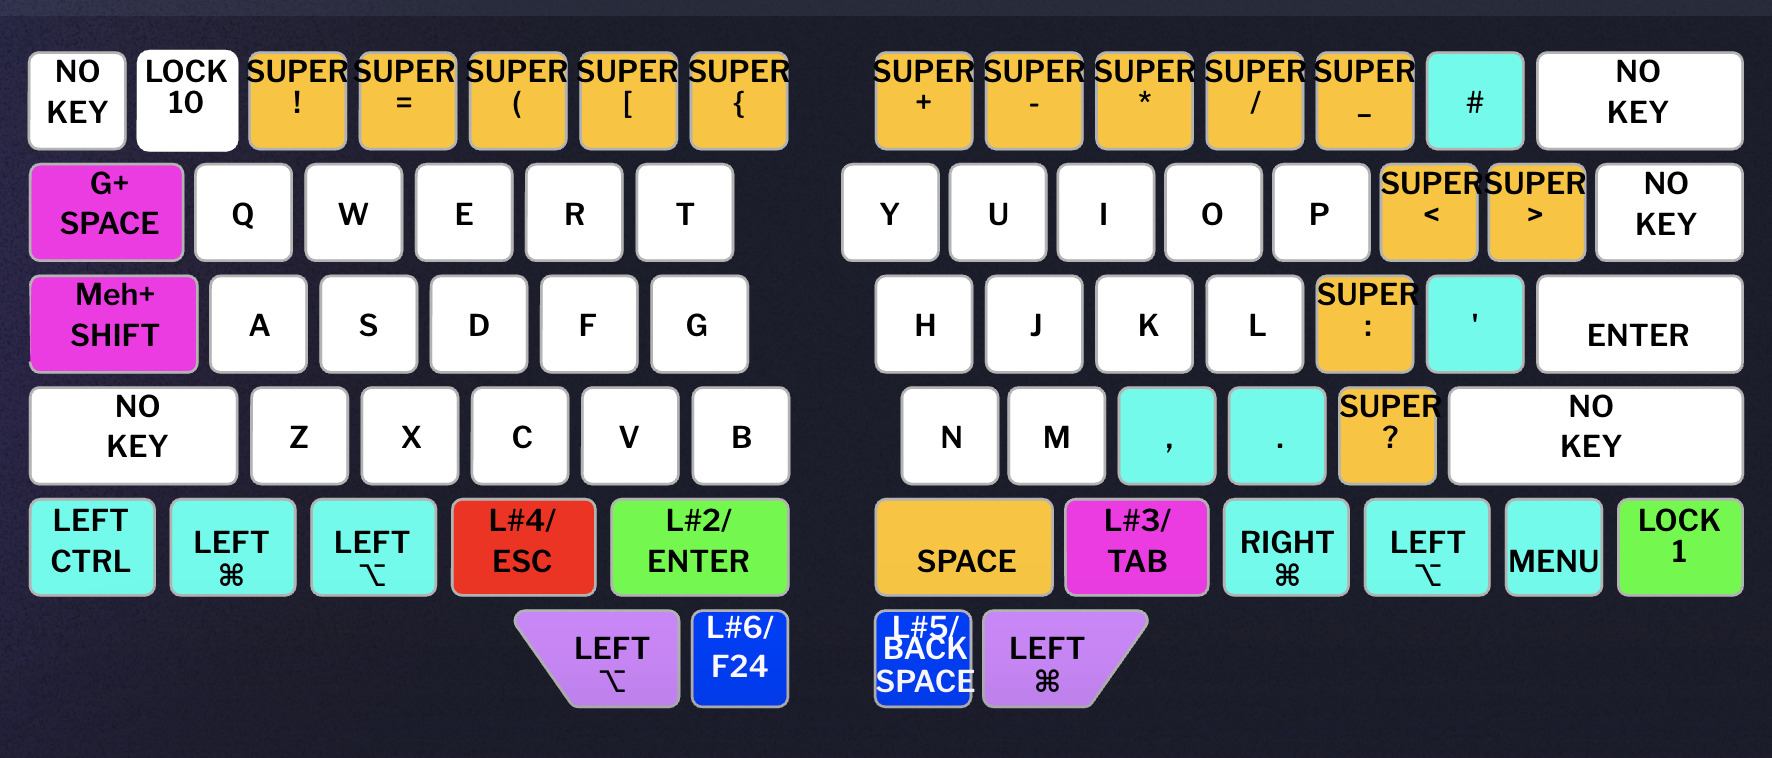 NO KEY LOCK 10 SUPER ! SUPER = SUPER ( SUPER [ SUPER { SUPER + SUPER - SUPER * SUPER / SUPER _ # NO KEY
G+ SPACE Q W E R T Y U I O P SUPER < SUPER > NO KEY
Meh+ SHIFT A S D F G H J K L SUPER : ' ENTER
NO KEY Z X C V B N M , . SUPER ? NO KEY
LEFT CTRL LEFT ⌘ LEFT ⌥ L#4/ ESC L#2/ ENTER SPACE L#3/ TAB RIGHT ⌘ LEFT ⌥ MENU LOCK 1
LEFT ⌥ L#6/ F24 L#5/ BACK SPACE LEFT ⌘